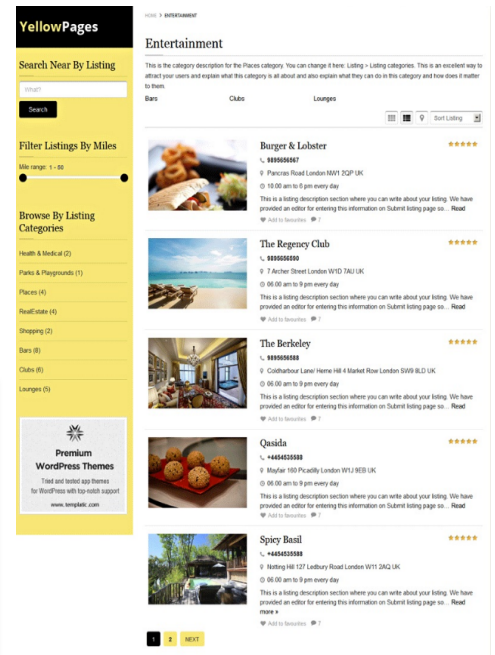 YellowPages
Search Near By Listing
What?
Search
Filter Listings By Miles
Mile range: 1 - 50
Browse By Listing
Categories
Health & Medical (2)
Parks & Playgrounds (1)
Places (4)
RealEstate (4)
Shopping (2)
Bars (8)
Clubs (6)
Lounges (5)
Premium
WordPress Themes
Tried and tested app themes
for WordPress with top-notch support
www.templatic.com
HOME > ENTERTAINMENT
Entertainment
This is the category description for the Places category. You can change it here: Listing > Listing categories. This is an excellent way to
attract your users and explain what this category is all about and also explain what they can do in this category and how does it matter
to them.
Bars Clubs Lounges
Sort Listing
Burger & Lobster
9895656067
Pancras Road London NW1 2QP UK
10.00 am to 6 pm every day
This is a listing description section where you can write about your listing. We have
provided an editor for entering this information on Submit listing page so... Read
Add to favourites 7
The Regency Club
9895656890
7 Archer Street London W1D 7AU UK
06.00 am to 9 pm every day
This is a listing description section where you can write about your listing. We have
provided an editor for entering this information on Submit listing page so... Read
Add to favourites 7
The Berkeley
9895656588
Coldharbour Lane/ Herne Hill 4 Market Row London SW9 8LD UK
06.00 am to 9 pm every day
This is a listing description section where you can write about your listing. We have
provided an editor for entering this information on Submit listing page so... Read
Add to favourites 7
Qasida
+4454535588
Mayfair 160 Picadilly London W1J 9EB UK
06.00 am to 9 pm every day
This is a listing description section where you can write about your listing. We have
provided an editor for entering this information on Submit listing page so... Read
Add to favourites 7
Spicy Basil
+4454535588
Notting Hill 127 Ledbury Road London W11 2AQ UK
06.00 am to 9 pm every day
This is a listing description section where you can write about your listing. We have
provided an editor for entering this information on Submit listing page so... Read
more »
Add to favourites 7
1 2 NEXT